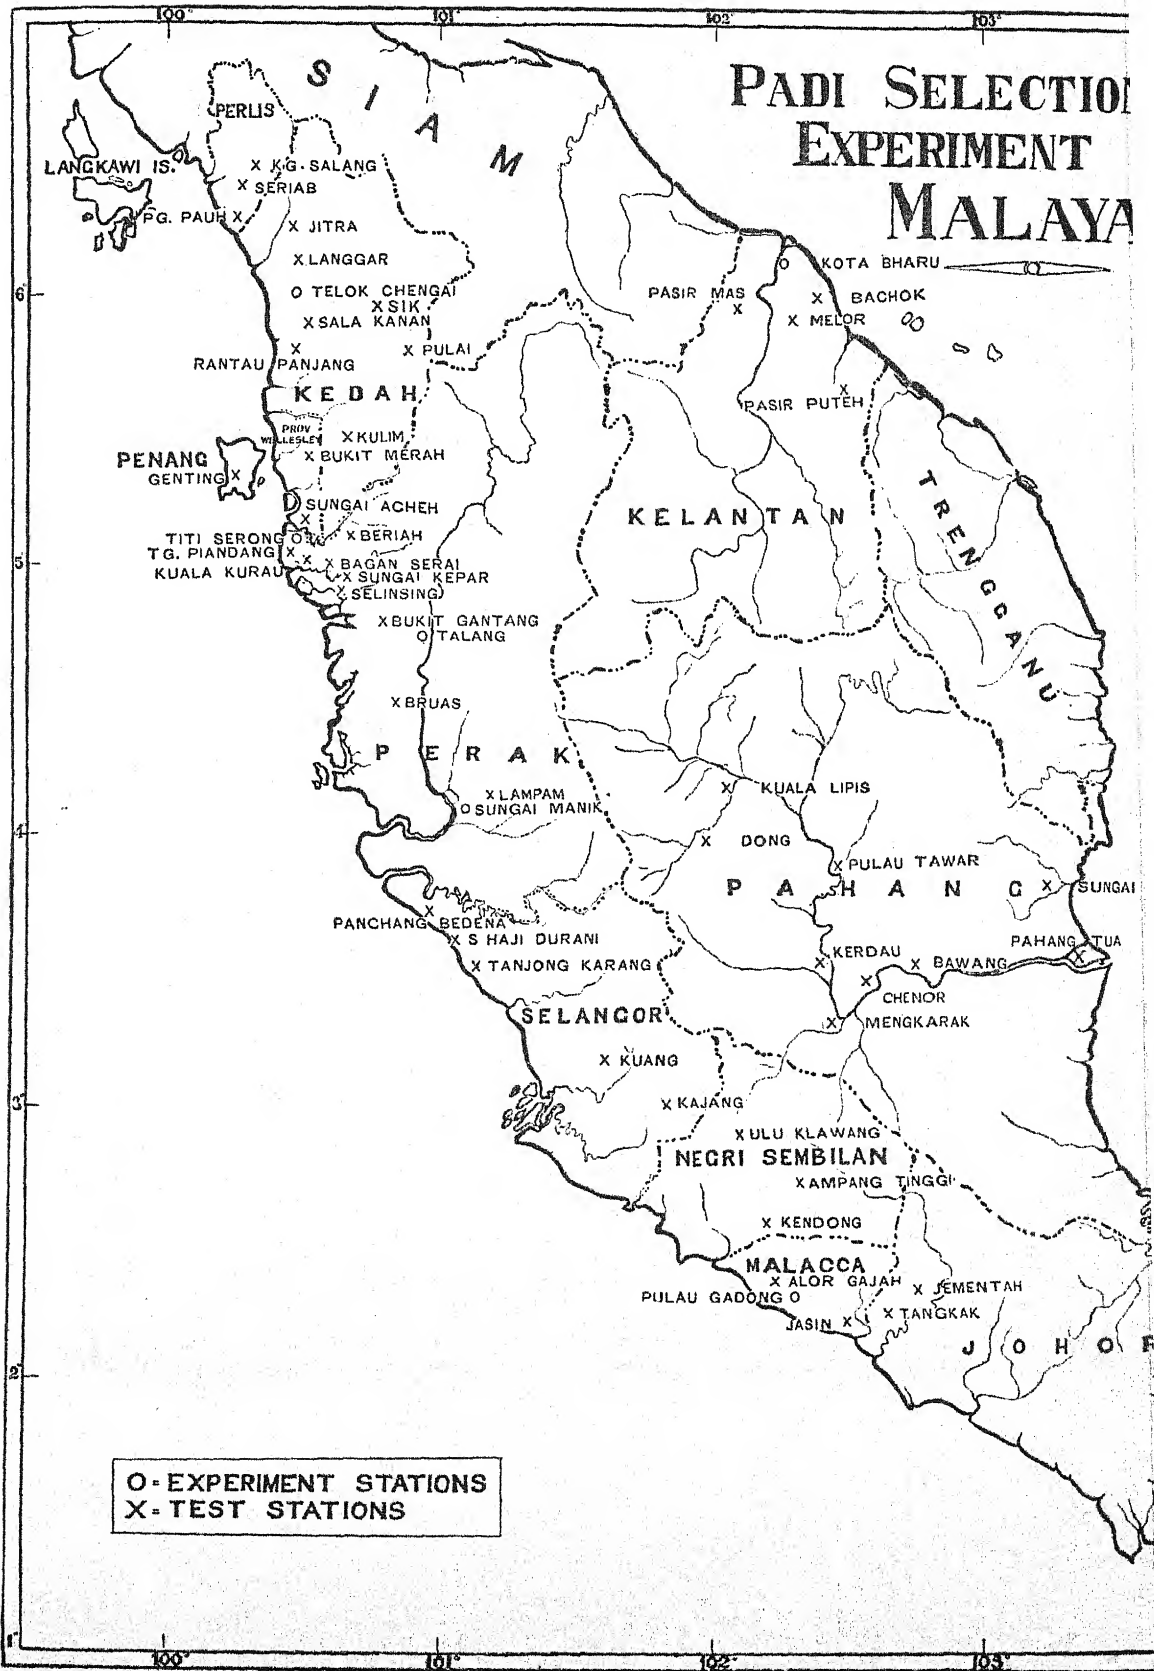 100° 101° 102° 103°
PADI SELECTION
EXPERIMENT
MALAYA
SIAM
PERLIS
LANGKAWI IS.
X KG. SALANG
X SERIAB
PG. PAUH X
X JITRA
X LANGGAR
O KOTA BHARU
6°
O TELOK CHENGAI
X SIK
X SALA KANAN
PASIR MAS
X
X BACHOK
X MELOR
X
RANTAU PANJANG
X PULAI
KEDAH
X
PASIR PUTEH
PROV
WELLESLEY
X KULIM
X BUKIT MERAH
PENANG
GENTING X
TRENGGANU
SUNGAI ACHEH
X
KELANTAN
TITI SERONG O
X BERIAH
TG. PIANDANG X
5°
KUALA KURAU X
X BAGAN SERAI
X SUNGAI KEPAR
X SELINSING
X BUKIT GANTANG
O TALANG
X BRUAS
PERAK
X LAMPAM
O SUNGAI MANIK
X KUALA LIPIS
4°
X DONG
X PULAU TAWAR
PAHANG
X SUNGAI
X
PANCHANG BEDENA
X S HAJI DURANI
X TANJONG KARANG
PAHANG TUA
X
X KERDAU
X BAWANG
X
CHENOR
SELANGOR
X MENGKARAK
X KUANG
3°
X KAJANG
X ULU KLAWANG
NEGRI SEMBILAN
X AMPANG TINGGI
X KENDONG
MALACCA
X ALOR GAJAH
PULAU GADONG O
X JEMENTAH
JASIN X
X TANGKAK
JOHOR
2°
O = EXPERIMENT STATIONS
X = TEST STATIONS
1°
100° 101° 102° 103°